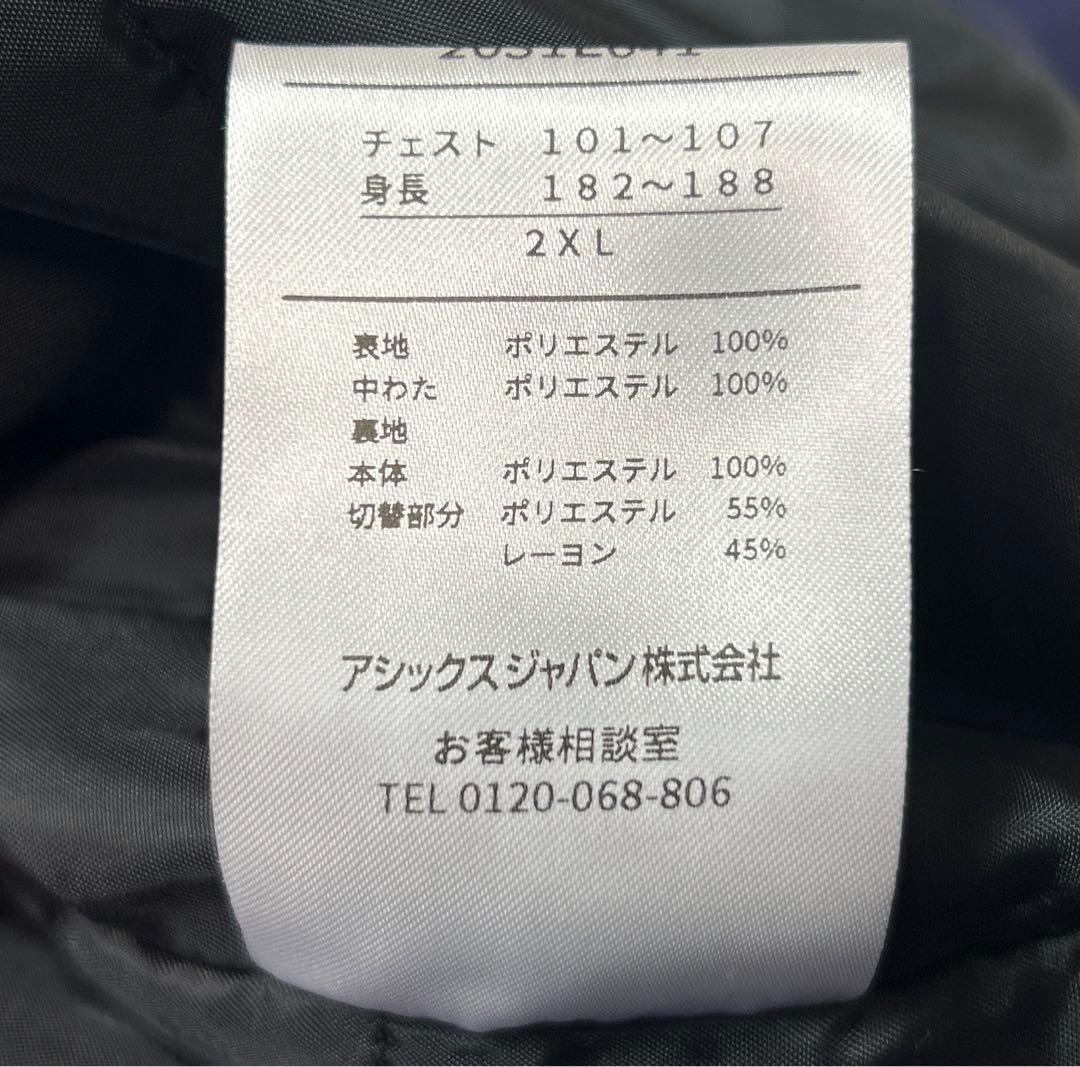 チェスト 101〜107
身長 182〜188
2XL
表地 ポリエステル 100%
中わた ポリエステル 100%
裏地
本体 ポリエステル 100%
切替部分 ポリエステル 55%
レーヨン 45%
アシックスジャパン株式会社
お客様相談室
TEL 0120-068-806